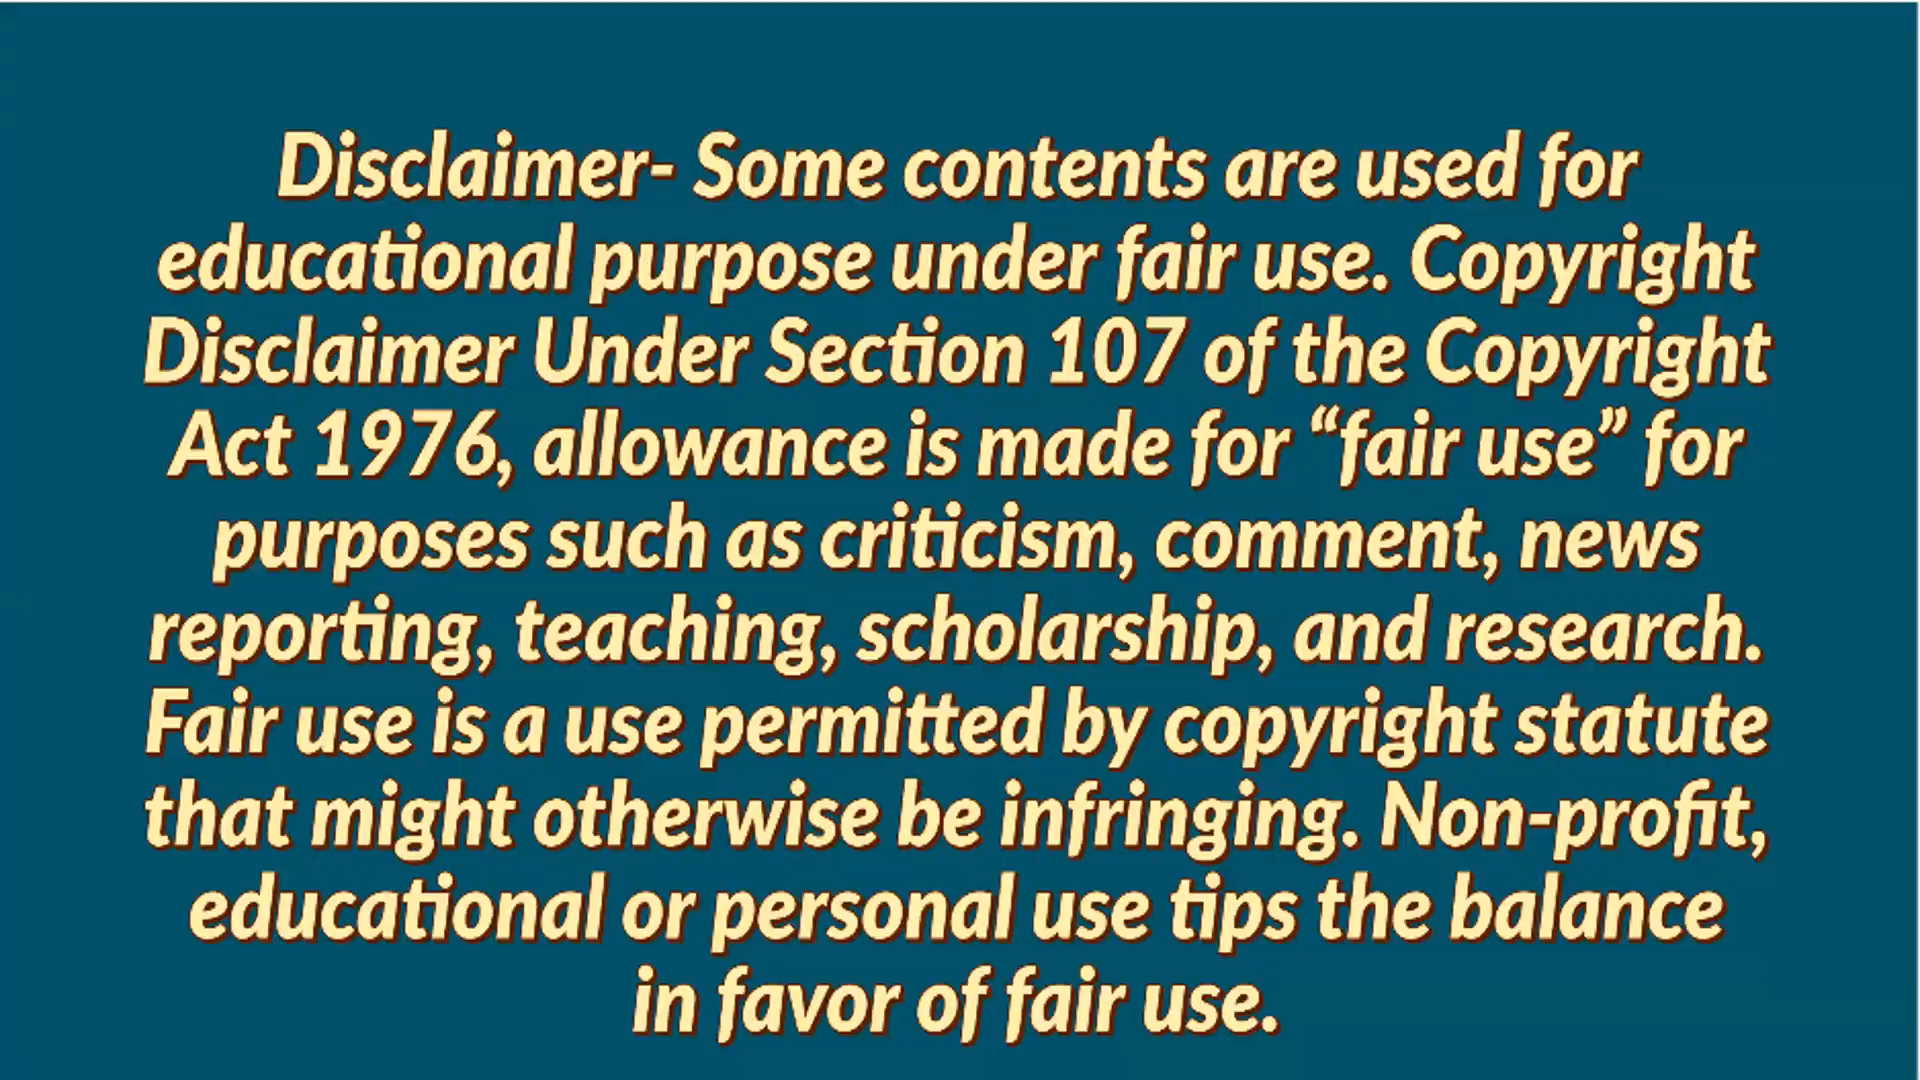 Disclaimer- Some contents are used for
educational purpose under fair use. Copyright
Disclaimer Under Section 107 of the Copyright
Act 1976, allowance is made for “fair use” for
purposes such as criticism, comment, news
reporting, teaching, scholarship, and research.
Fair use is a use permitted by copyright statute
that might otherwise be infringing. Non-profit,
educational or personal use tips the balance
in favor of fair use.